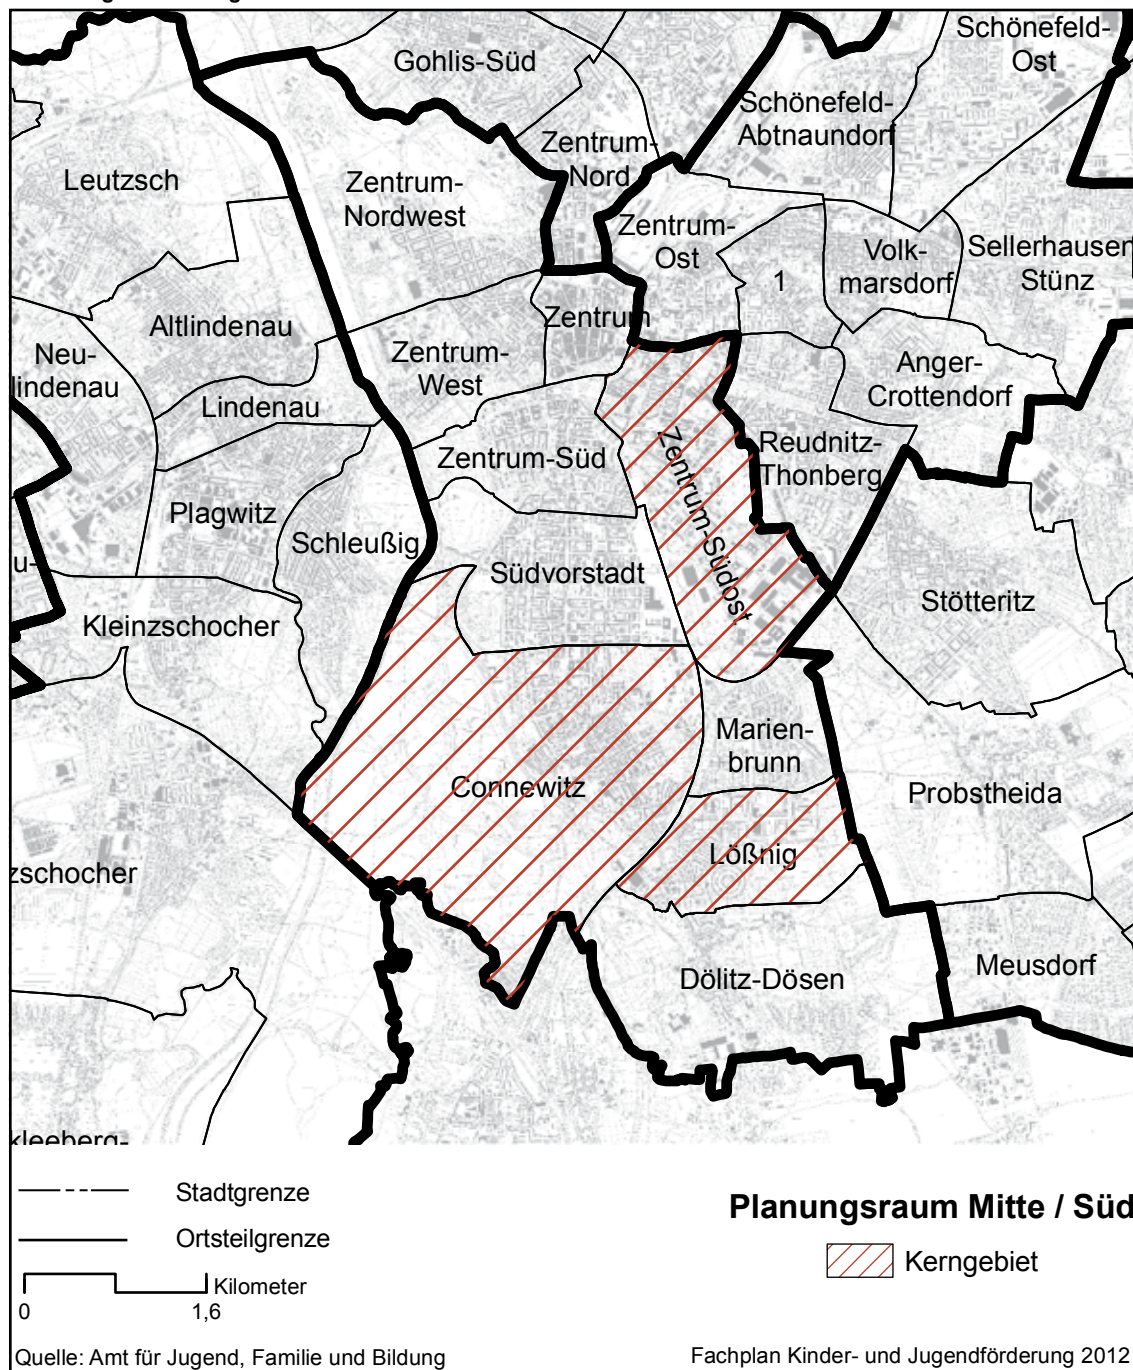 Schönefeld-
Ost
Gohlis-Süd
Schönefeld-
Abtnaundorf
Zentrum-
Nord
Leutzsch
Zentrum-
Nordwest
Zentrum-
Ost
Volk-
marsdorf
Sellerhausen
Stünz
1
Altlindenau
Zentrum
Neu-
lindenau
Zentrum-
West
Anger-
Crottendorf
Lindenau
Zentrum-Süd
Reudnitz-
Thonberg
Zentrum-Südost
Plagwitz
Schleußig
u-
Südvorstadt
Stötteritz
Kleinzschocher
Marien-
brunn
Connewitz
Probstheida
Lößnig
zschocher
Dölitz-Dösen
Meusdorf
kleeberg-
Stadtgrenze
Ortsteilgrenze
Kilometer
0 1,6
Planungsraum Mitte / Süd
Kerngebiet
Quelle: Amt für Jugend, Familie und Bildung
Fachplan Kinder- und Jugendförderung 2012